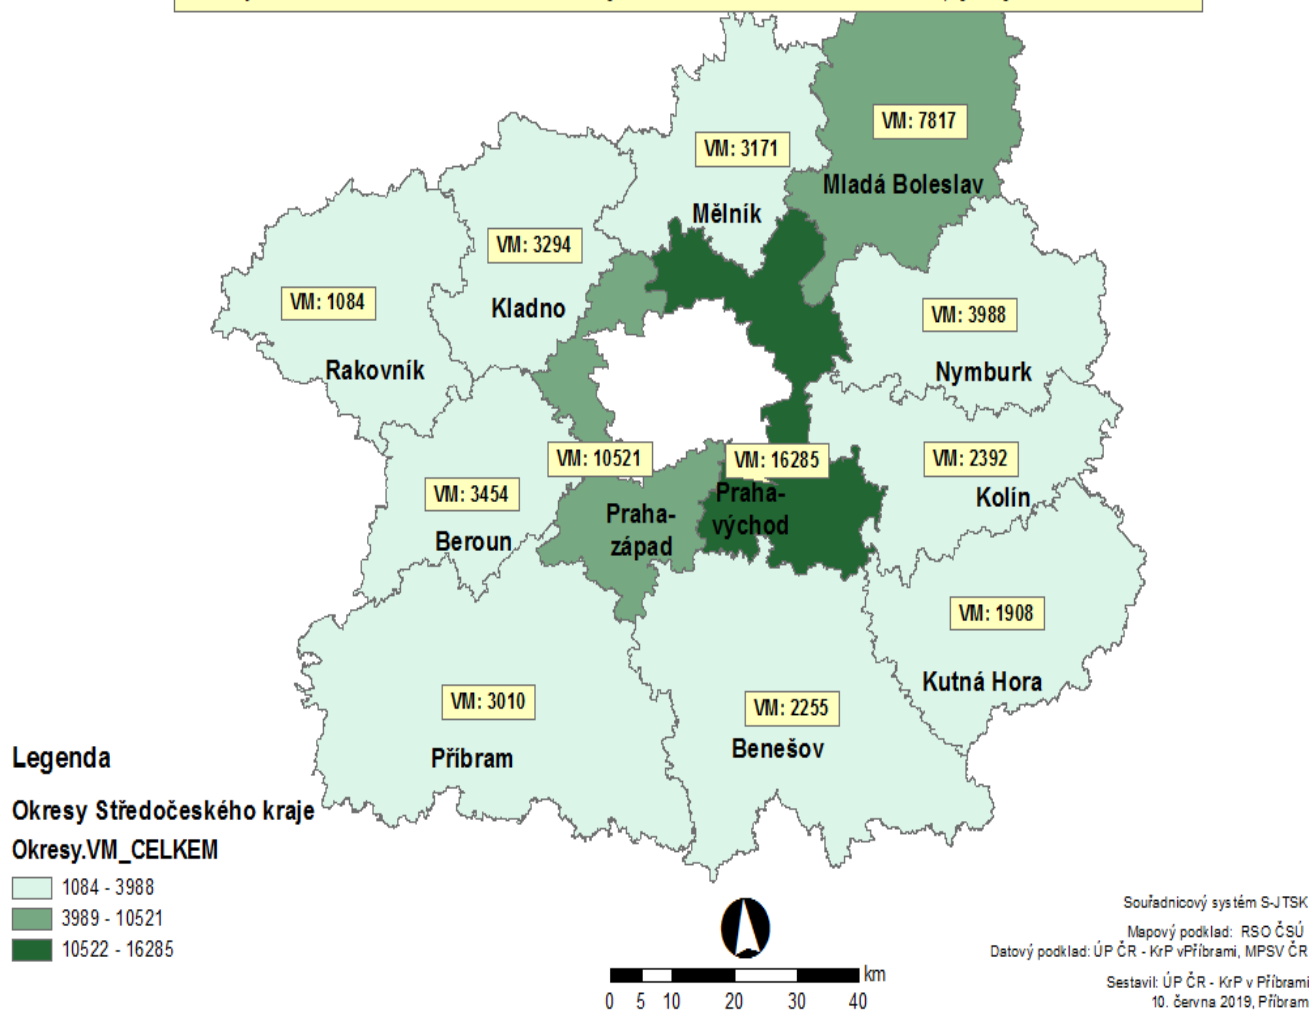 VM: 7817
VM: 3171
Mladá Boleslav
Mělník
VM: 3294
VM: 1084
Kladno
VM: 3988
Rakovník
Nymburk
VM: 10521
VM: 16285
VM: 2392
VM: 3454
Praha-
východ
Kolín
Praha-
západ
Beroun
VM: 1908
Kutná Hora
VM: 3010
VM: 2255
Benešov
Příbram
Legenda
Okresy Středočeského kraje
Okresy.VM_CELKEM
1084 - 3988
3989 - 10521
10522 - 16285
km
0 5 10 20 30 40
Souřadnicový systém S-JTSK
Mapový podklad: RSO ČSÚ
Datový podklad: ÚP ČR - KrP vPříbrami, MPSV ČR
Sestavil: ÚP ČR - KrP v Příbrami
10. června 2019, Příbram